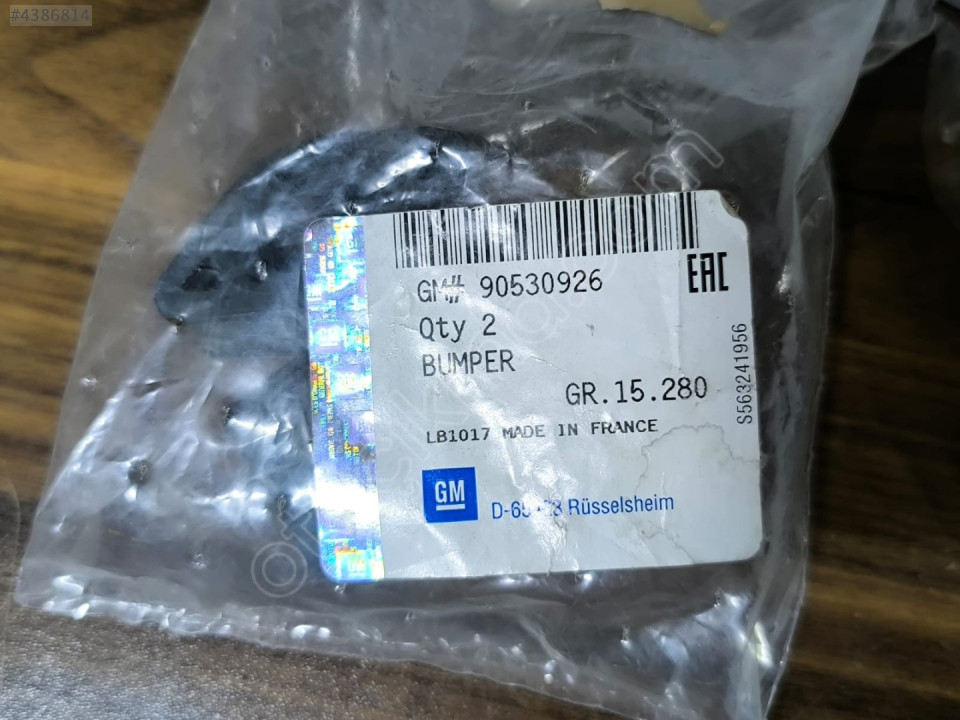 #4386814
GM# 90530926
EAC
Qty 2
BUMPER
GR.15.280
S563241956
LB1017 MADE IN FRANCE
GM
Rüsselsheim